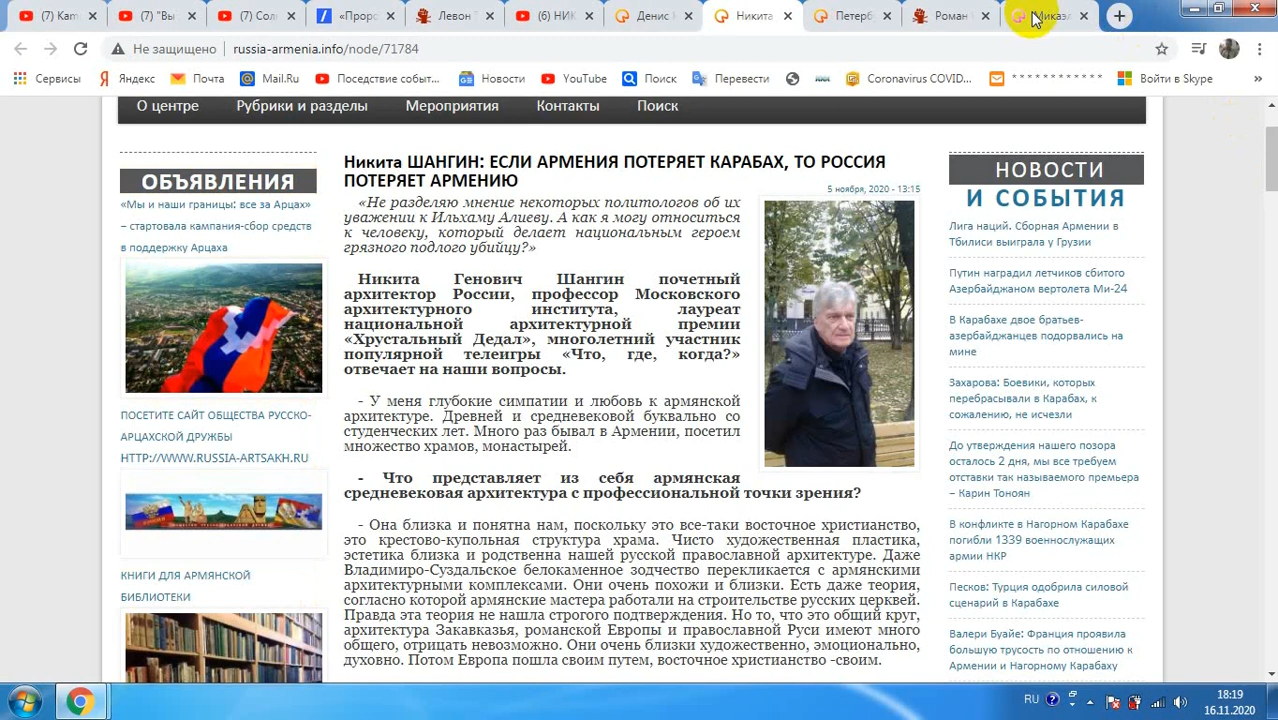 (7) Кап
(7) "Вы
(7) Сол
«Прор
Левон Т
(6) НИК
Денис
Никита
Петерб
Роман
Микаэл
Не защищено
russia-armenia.info/node/71784
Сервисы
Яндекс
Почта
Mail.Ru
Поседствие событ...
Новости
YouTube
Поиск
Перевести
Coronavirus COVID...
* * * * * * * * * * * *
Войти в Skype
»
О центре
Рубрики и разделы
Мероприятия
Контакты
Поиск
ОБЪЯВЛЕНИЯ
«Мы и наши границы: все за Арцах»
– стартовала кампания-сбор средств
в поддержку Арцаха
ПОСЕТИТЕ САЙТ ОБЩЕСТВА РУССКО-
АРЦАХСКОЙ ДРУЖБЫ
HTTP://WWW.RUSSIA-ARTSAKH.RU
КНИГИ ДЛЯ АРМЯНСКОЙ
БИБЛИОТЕКИ
Никита ШАНГИН: ЕСЛИ АРМЕНИЯ ПОТЕРЯЕТ КАРАБАХ, ТО РОССИЯ
ПОТЕРЯЕТ АРМЕНИЮ
5 ноября, 2020 - 13:15
«Не разделяю мнение некоторых политологов об их
уважении к Ильхаму Алиеву. А как я могу относиться
к человеку, который делает национальным героем
грязного подлого убийцу?»
Никита Генович Шангин почетный
архитектор России, профессор Московского
архитектурного института, лауреат
национальной архитектурной премии
«Хрустальный Дедал», многолетний участник
популярной телеигры «Что, где, когда?»
отвечает на наши вопросы.
- У меня глубокие симпатии и любовь к армянской
архитектуре. Древней и средневековой буквально со
студенческих лет. Много раз бывал в Армении, посетил
множество храмов, монастырей.
- Что представляет из себя армянская
средневековая архитектура с профессиональной точки зрения?
- Она близка и понятна нам, поскольку это все-таки восточное христианство,
это крестово-купольная структура храма. Чисто художественная пластика,
эстетика близка и родственна нашей русской православной архитектуре. Даже
Владимиро-Суздальское белокаменное зодчество перекликается с армянскими
архитектурными комплексами. Они очень похожи и близки. Есть даже теория,
согласно которой армянские мастера работали на строительстве русских церквей.
Правда эта теория не нашла строгого подтверждения. Но то, что это общий круг,
архитектура Закавказья, романской Европы и православной Руси имеют много
общего, отрицать невозможно. Они очень близки художественно, эмоционально,
духовно. Потом Европа пошла своим путем, восточное христианство -своим.
НОВОСТИ
И СОБЫТИЯ
Лига наций. Сборная Армении в
Тбилиси выиграла у Грузии
Путин наградил летчиков сбитого
Азербайджаном вертолета Ми-24
В Карабахе двое братьев-
азербайджанцев подорвались на
мине
Захарова: Боевики, которых
перебрасывали в Карабах, к
сожалению, не исчезли
До утверждения нашего позора
осталось 2 дня, мы все требуем
отставки так называемого премьера
– Карин Тоноян
В конфликте в Нагорном Карабахе
погибли 1339 военнослужащих
армии НКР
Песков: Турция одобрила силовой
сценарий в Карабахе
Валери Буайе: Франция проявила
большую трусость по отношению к
Армении и Нагорному Карабаху
RU
18:19
16.11.2020